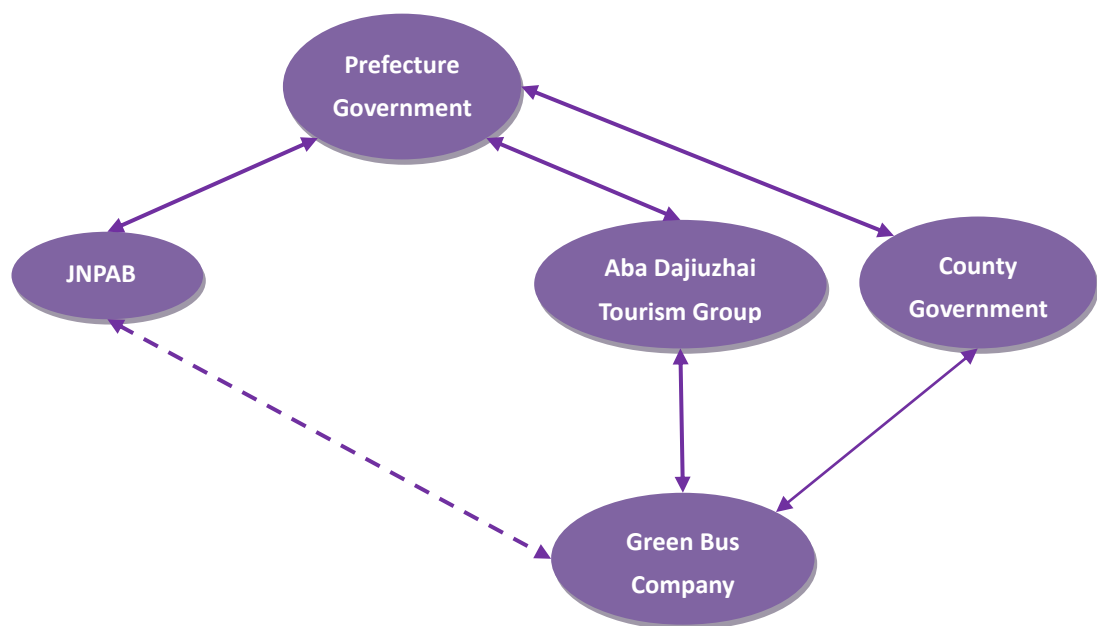 Prefecture
Government
JNPAB
Aba Dajiuzhai
Tourism Group
County
Government
Green Bus
Company